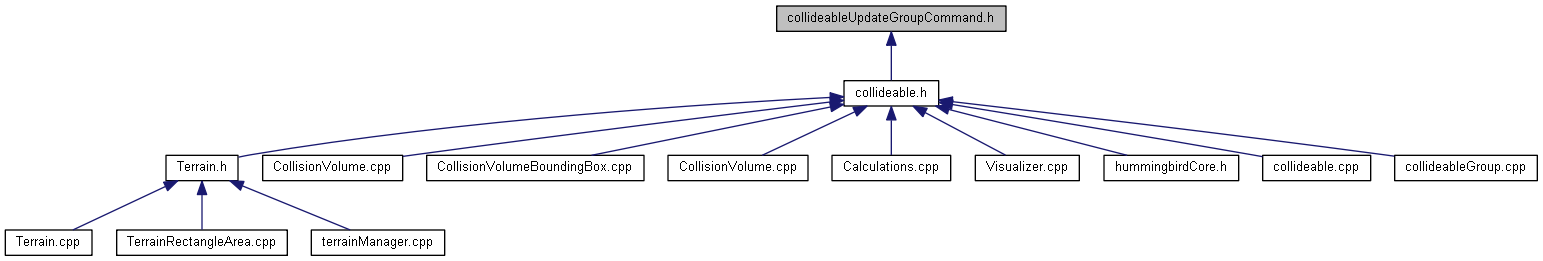 collideableUpdateGroupCommand.h
collideable.h
Terrain.h
CollisionVolume.cpp
CollisionVolumeBoundingBox.cpp
CollisionVolume.cpp
Calculations.cpp
Visualizer.cpp
hummingbirdCore.h
collideable.cpp
collideableGroup.cpp
Terrain.cpp
TerrainRectangleArea.cpp
terrainManager.cpp